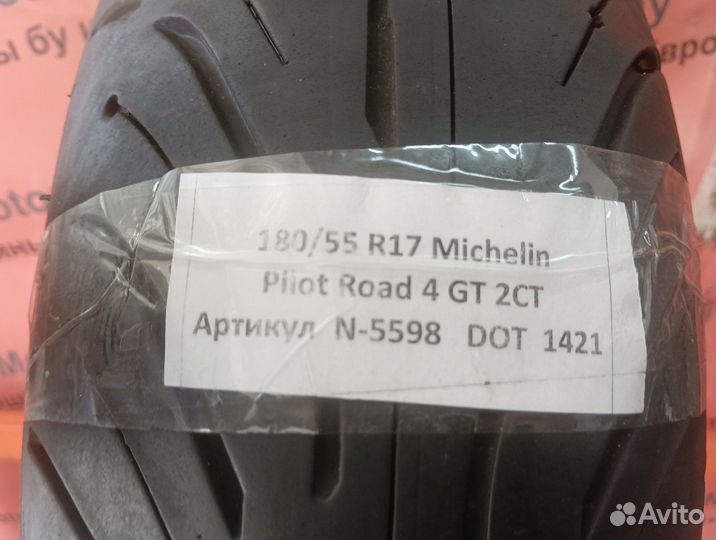 180/55 R17 Michelin
Pilot Road 4 GT 2CT
Артикул N-5598 DOT 1421
Avito